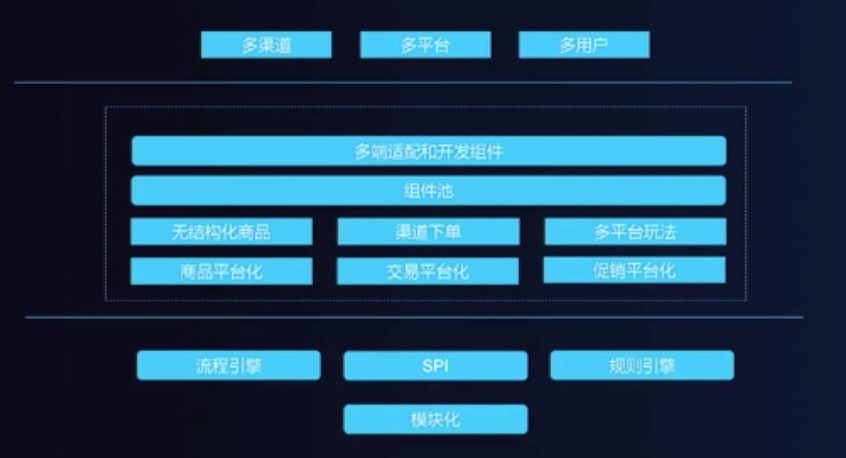 多渠道 多平台 多用户
多端适配和开发组件
组件池
无结构化商品 渠道下单 多平台玩法
商品平台化 交易平台化 促销平台化
流程引擎 SPI 规则引擎
模块化